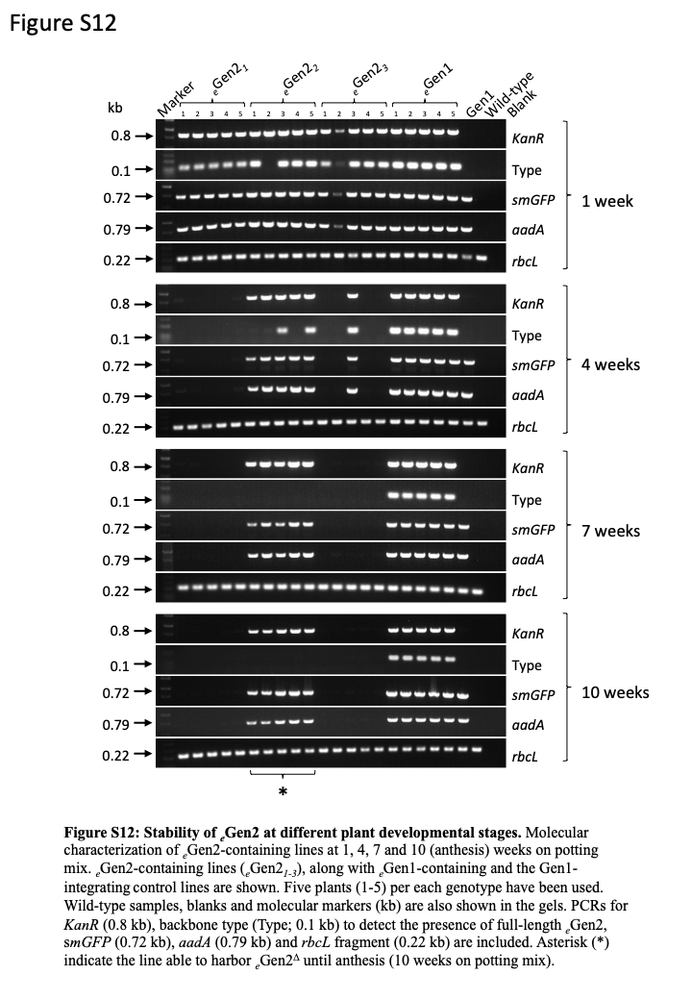 Figure S12
kb Marker eGen2₁ eGen2₂ eGen2₃ eGen1 Gen1 Wild-type Blank
1 2 3 4 5 1 2 3 4 5 1 2 3 4 5 1 2 3 4 5
0.8 KanR
0.1 Type
0.72 smGFP 1 week
0.79 aadA
0.22 rbcL
0.8 KanR
0.1 Type
0.72 smGFP 4 weeks
0.79 aadA
0.22 rbcL
0.8 KanR
0.1 Type
0.72 smGFP 7 weeks
0.79 aadA
0.22 rbcL
0.8 KanR
0.1 Type
0.72 smGFP 10 weeks
0.79 aadA
0.22 rbcL
*
Figure S12: Stability of eGen2 at different plant developmental stages. Molecular
characterization of eGen2-containing lines at 1, 4, 7 and 10 (anthesis) weeks on potting
mix. eGen2-containing lines (eGen2₁₋₃), along with eGen1-containing and the Gen1-
integrating control lines are shown. Five plants (1-5) per each genotype have been used.
Wild-type samples, blanks and molecular markers (kb) are also shown in the gels. PCRs for
KanR (0.8 kb), backbone type (Type; 0.1 kb) to detect the presence of full-length eGen2,
smGFP (0.72 kb), aadA (0.79 kb) and rbcL fragment (0.22 kb) are included. Asterisk (*)
indicate the line able to harbor eGen2Δ until anthesis (10 weeks on potting mix).